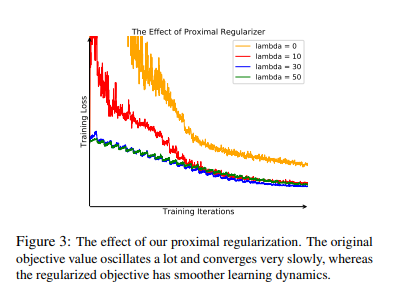 The Effect of Proximal Regularizer
lambda = 0
lambda = 10
lambda = 30
lambda = 50
Training Loss
Training Iterations
Figure 3: The effect of our proximal regularization. The original
objective value oscillates a lot and converges very slowly, whereas
the regularized objective has smoother learning dynamics.